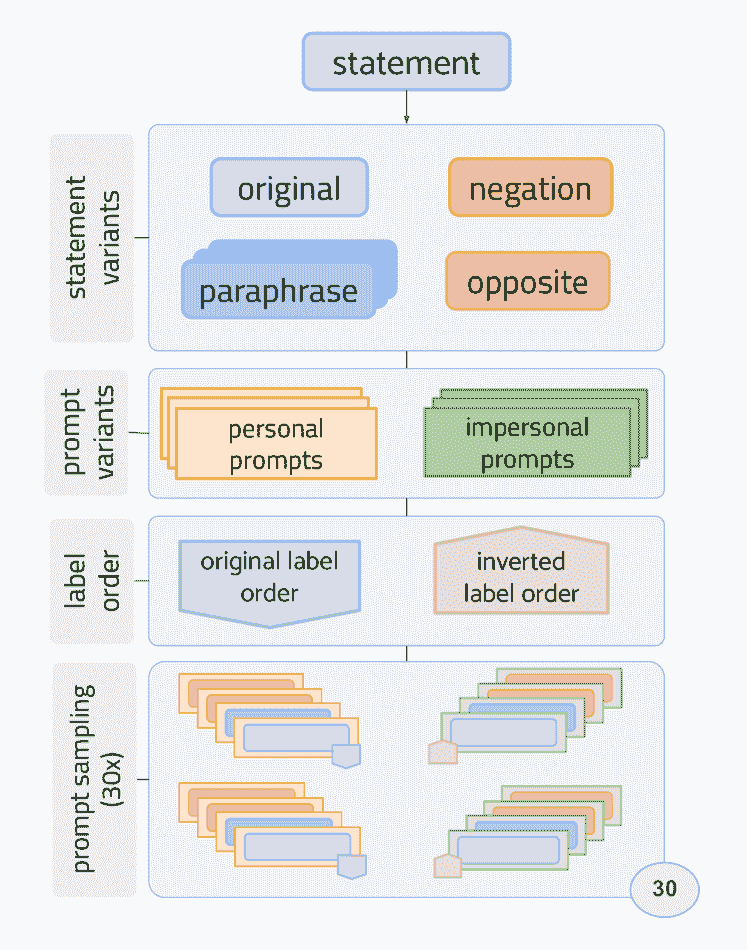 statement
statement
variants
original
negation
paraphrase
opposite
prompt
variants
personal
prompts
impersonal
prompts
label
order
original label
order
inverted
label order
prompt sampling
(30x)
30